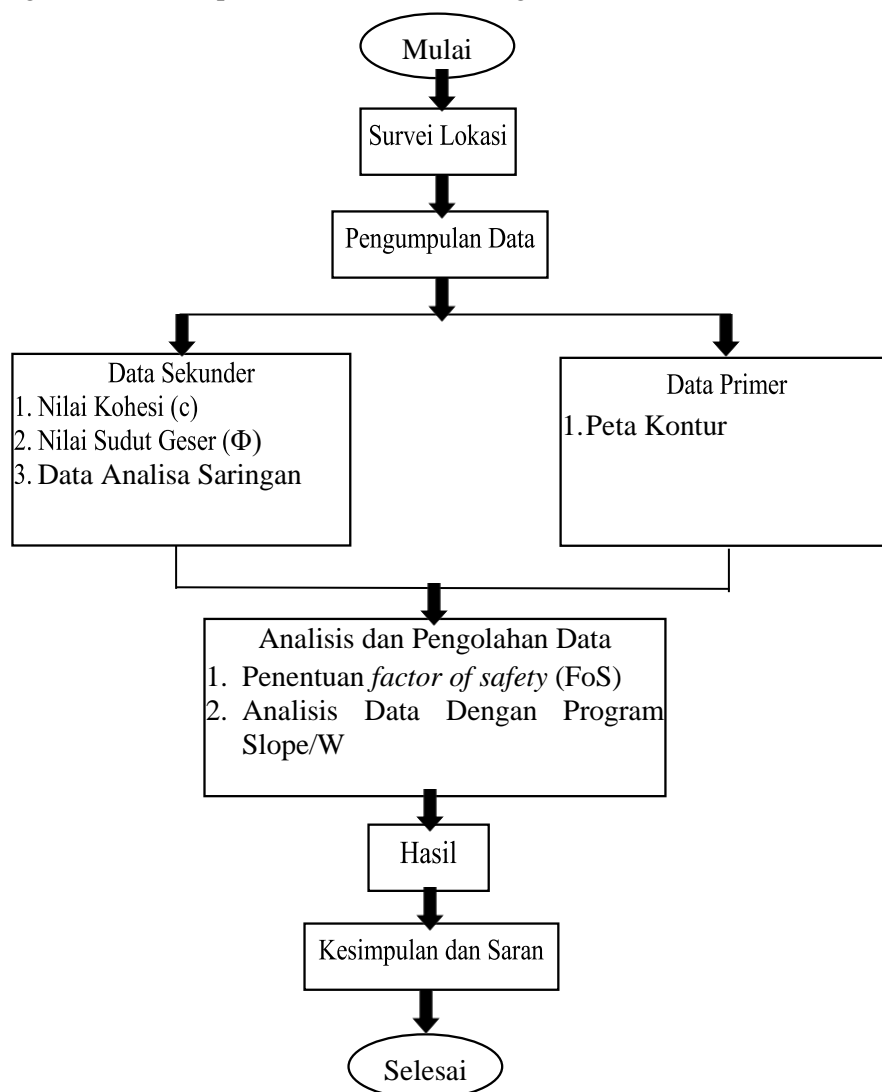 Mulai
Survei Lokasi
Pengumpulan Data
Data Sekunder
1. Nilai Kohesi (c)
2. Nilai Sudut Geser (Φ)
3. Data Analisa Saringan
Data Primer
1. Peta Kontur
Analisis dan Pengolahan Data
1. Penentuan factor of safety (FoS)
2. Analisis Data Dengan Program
Slope/W
Hasil
Kesimpulan dan Saran
Selesai